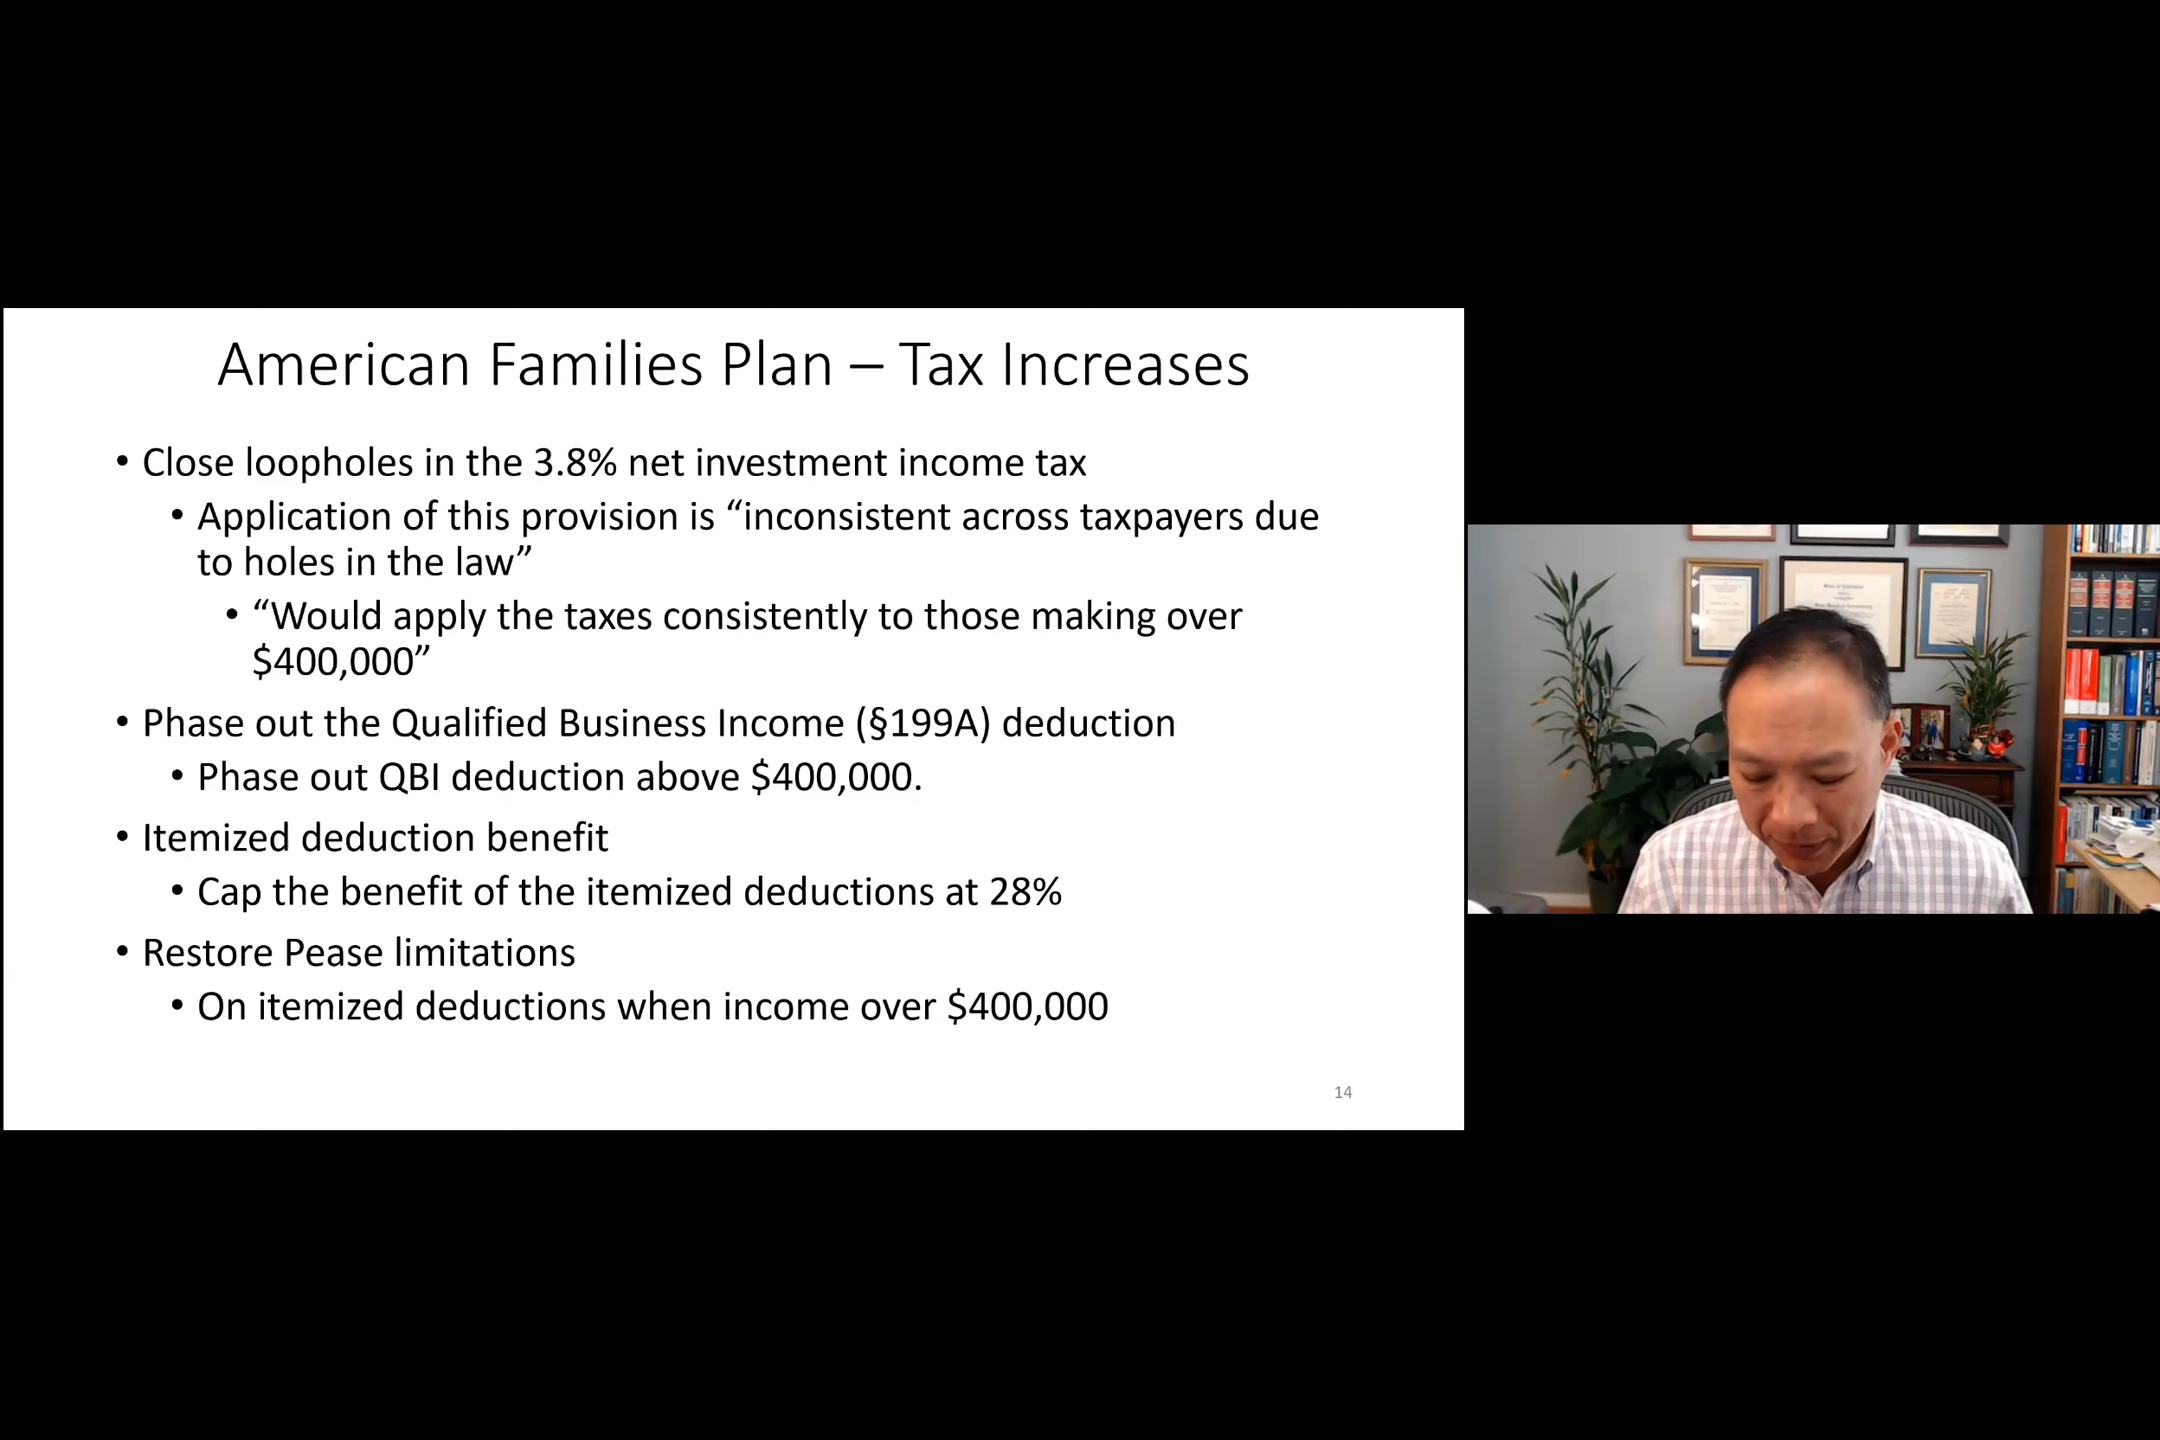 American Families Plan – Tax Increases
• Close loopholes in the 3.8% net investment income tax
• Application of this provision is “inconsistent across taxpayers due
to holes in the law”
• “Would apply the taxes consistently to those making over
$400,000”
• Phase out the Qualified Business Income (§199A) deduction
• Phase out QBI deduction above $400,000.
• Itemized deduction benefit
• Cap the benefit of the itemized deductions at 28%
• Restore Pease limitations
• On itemized deductions when income over $400,000
14